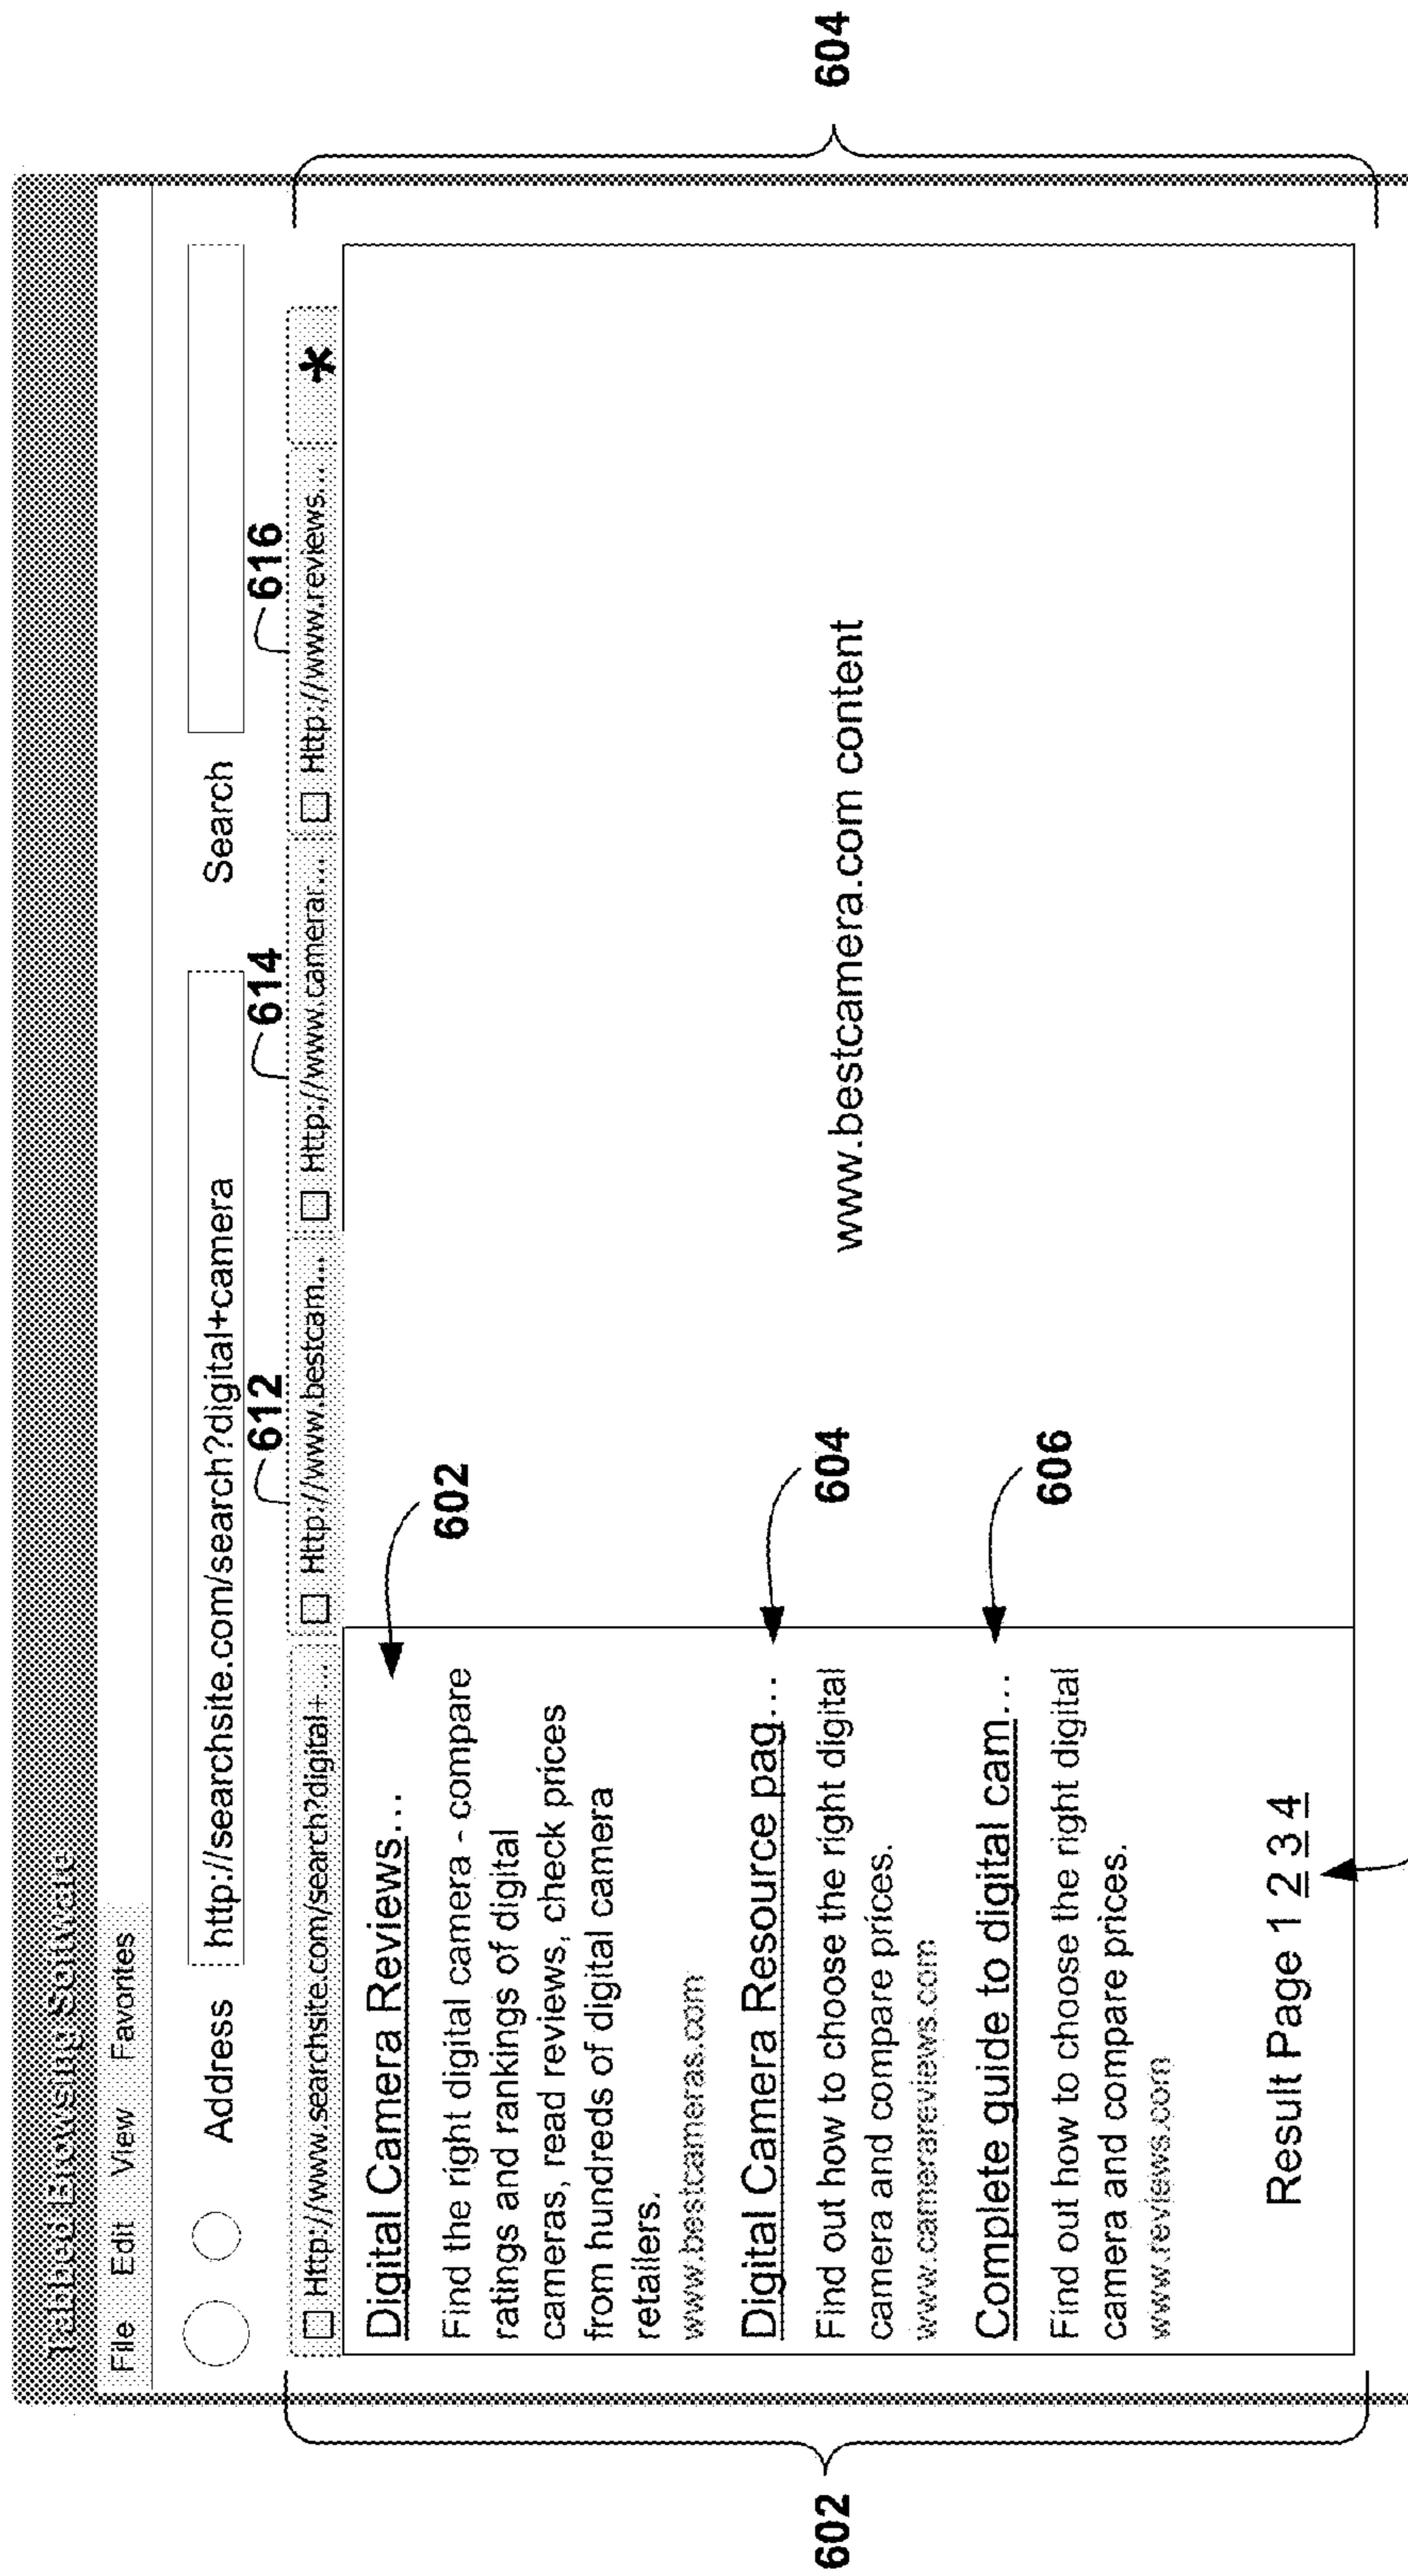 Tabbed Browsing Software
File Edit View Favorites
Address http://searchsite.com/search?digital+camera Search
612 614 616
Http://www.searchsite.com/search?digital+... Http://www.bestcam... Http://www.camerar... Http://www.reviews... *
Digital Camera Reviews...
602
Find the right digital camera - compare
ratings and rankings of digital
cameras, read reviews, check prices
from hundreds of digital camera
retailers.
www.bestcameras.com
Digital Camera Resource pag...
604
Find out how to choose the right digital
camera and compare prices.
www.camerareviews.com
Complete guide to digital cam...
606
Find out how to choose the right digital
camera and compare prices.
www.reviews.com
Result Page 1 2 3 4
www.bestcamera.com content
602
604